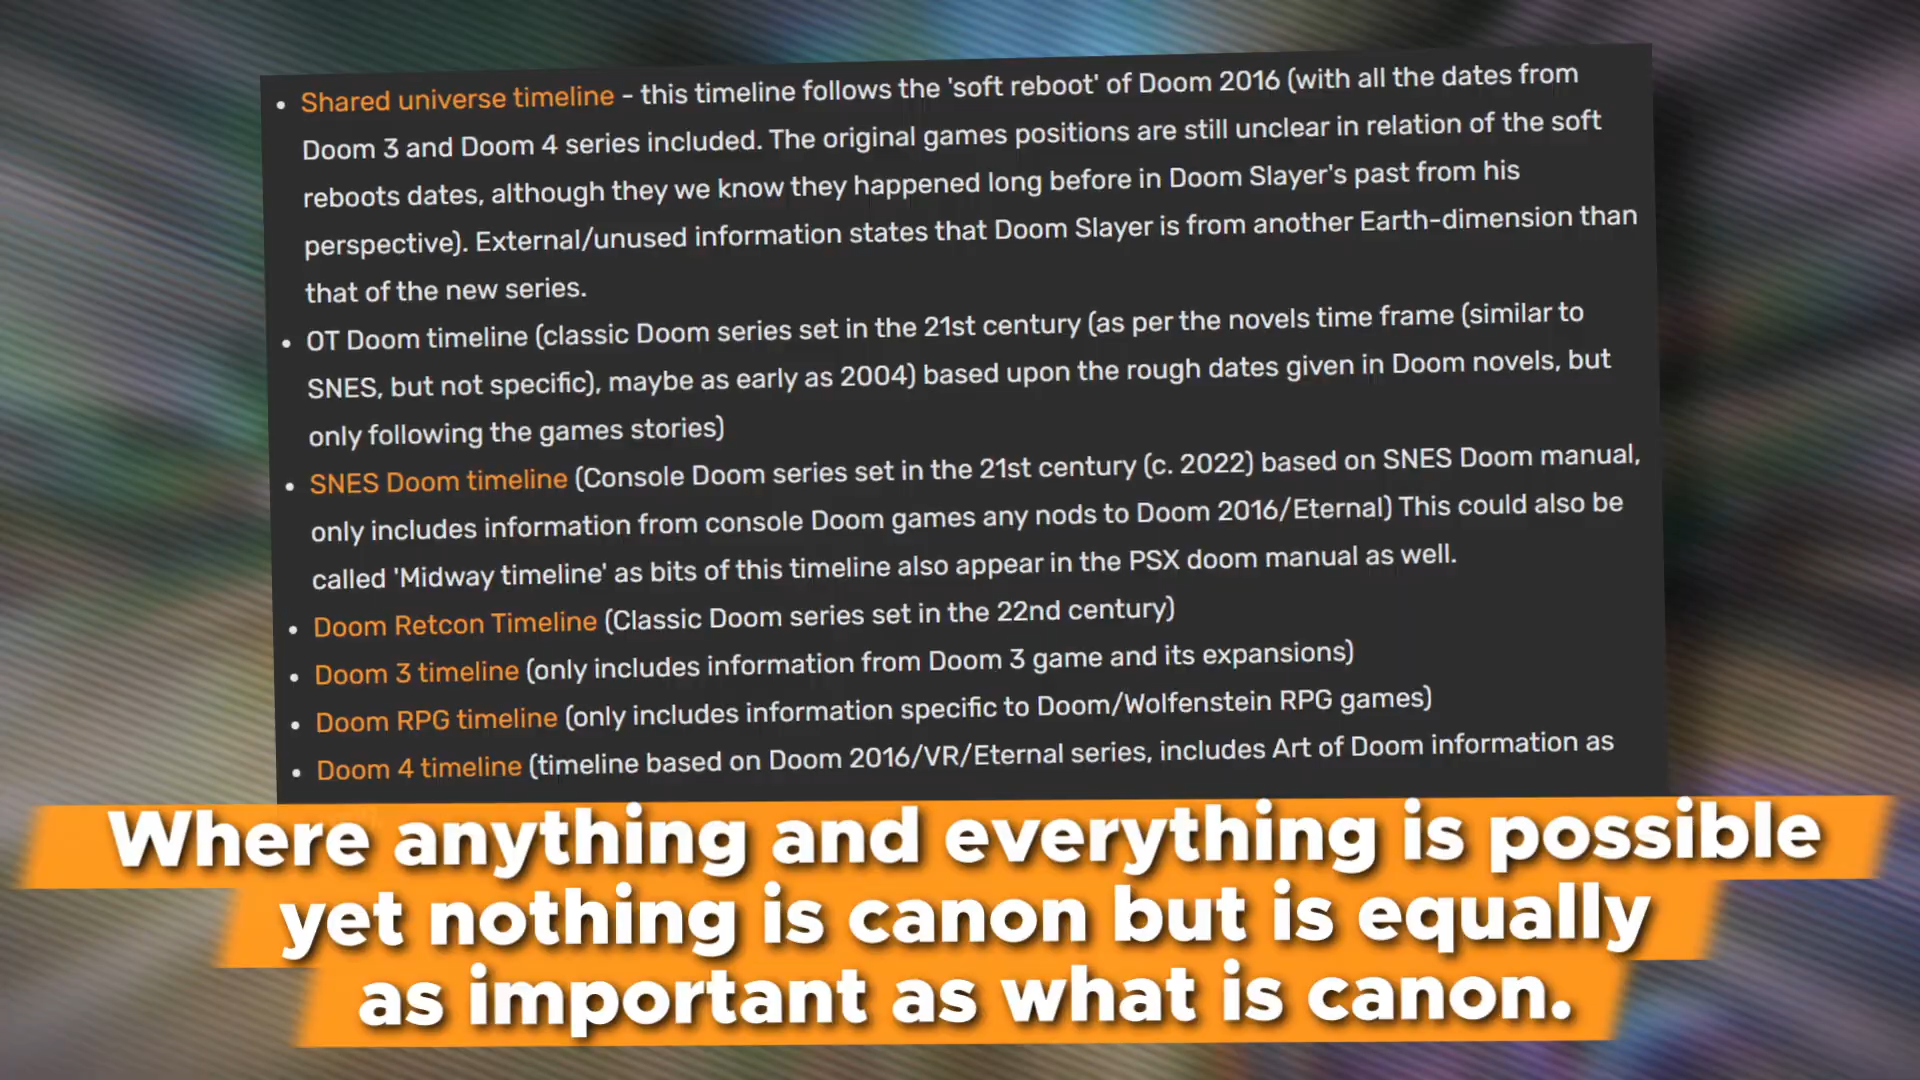 • Shared universe timeline - this timeline follows the 'soft reboot' of Doom 2016 (with all the dates from
Doom 3 and Doom 4 series included. The original games positions are still unclear in relation of the soft
reboots dates, although they we know they happened long before in Doom Slayer's past from his
perspective). External/unused information states that Doom Slayer is from another Earth-dimension than
that of the new series.
• OT Doom timeline (classic Doom series set in the 21st century (as per the novels time frame (similar to
SNES, but not specific), maybe as early as 2004) based upon the rough dates given in Doom novels, but
only following the games stories)
• SNES Doom timeline (Console Doom series set in the 21st century (c. 2022) based on SNES Doom manual,
only includes information from console Doom games any nods to Doom 2016/Eternal) This could also be
called 'Midway timeline' as bits of this timeline also appear in the PSX doom manual as well.
• Doom Retcon Timeline (Classic Doom series set in the 22nd century)
• Doom 3 timeline (only includes information from Doom 3 game and its expansions)
• Doom RPG timeline (only includes information specific to Doom/Wolfenstein RPG games)
• Doom 4 timeline (timeline based on Doom 2016/VR/Eternal series, includes Art of Doom information as
Where anything and everything is possible
yet nothing is canon but is equally
as important as what is canon.